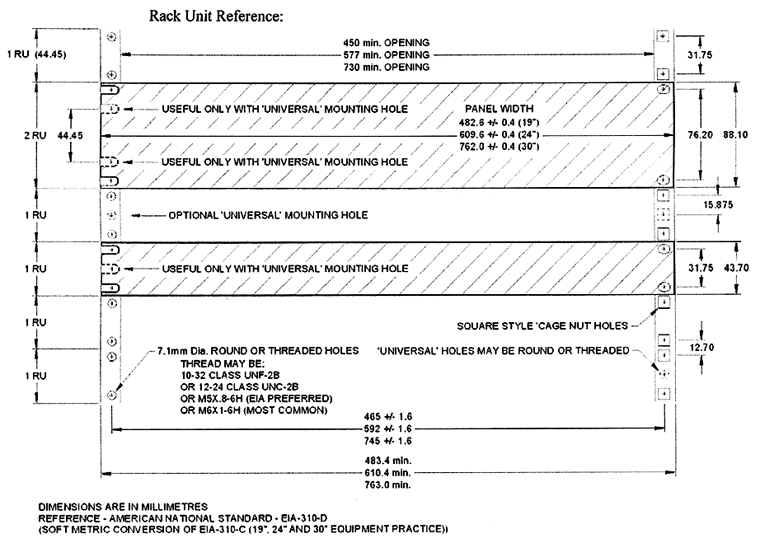 Rack Unit Reference:
1 RU (44.45)
450 min. OPENING
577 min. OPENING
730 min. OPENING
31.75
2 RU
44.45
USEFUL ONLY WITH 'UNIVERSAL' MOUNTING HOLE
PANEL WIDTH
482.6 +/- 0.4 (19")
609.6 +/- 0.4 (24")
762.0 +/- 0.4 (30")
76.20
88.10
USEFUL ONLY WITH 'UNIVERSAL' MOUNTING HOLE
1 RU
OPTIONAL 'UNIVERSAL' MOUNTING HOLE
15.875
1 RU
USEFUL ONLY WITH 'UNIVERSAL' MOUNTING HOLE
31.75
43.70
1 RU
SQUARE STYLE 'CAGE NUT' HOLES
1 RU
7.1mm Dia. ROUND OR THREADED HOLES
THREAD MAY BE:
10-32 CLASS UNF-2B
OR 12-24 CLASS UNC-2B
OR M5X.8-6H (EIA PREFERRED)
OR M6X1-6H (MOST COMMON)
'UNIVERSAL' HOLES MAY BE ROUND OR THREADED
12.70
465 +/- 1.6
592 +/- 1.6
745 +/- 1.6
483.4 min.
610.4 min.
763.0 min.
DIMENSIONS ARE IN MILLIMETRES
REFERENCE - AMERICAN NATIONAL STANDARD - EIA-310-D
(SOFT METRIC CONVERSION OF EIA-310-C (19", 24" AND 30" EQUIPMENT PRACTICE))